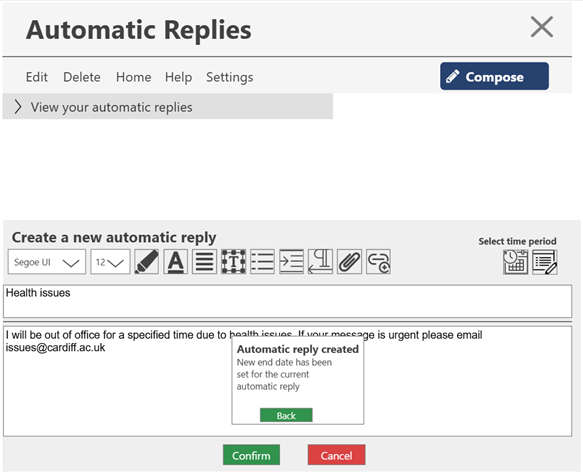 Automatic Replies
Edit Delete Home Help Settings
Compose
View your automatic replies
Create a new automatic reply
Select time period
Segoe UI 12
Health issues
I will be out of office for a specified time due to health issues. If your message is urgent please email
issues@cardiff.ac.uk
Automatic reply created
New end date has been
set for the current
automatic reply
Back
Confirm Cancel